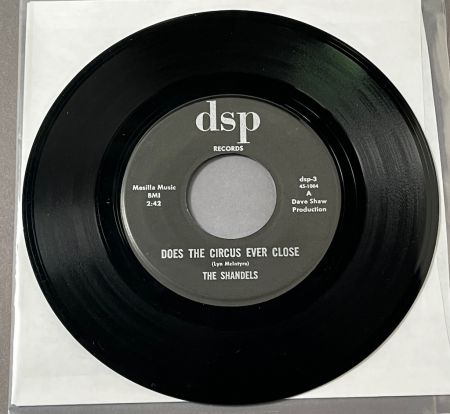 dsp
RECORDS
Mesilla Music
BMI
2:42
dsp-3
45-1004
A
Dave Shaw
Production
DOES THE CIRCUS EVER CLOSE
(Lyn McIntyre)
THE SHANDELS